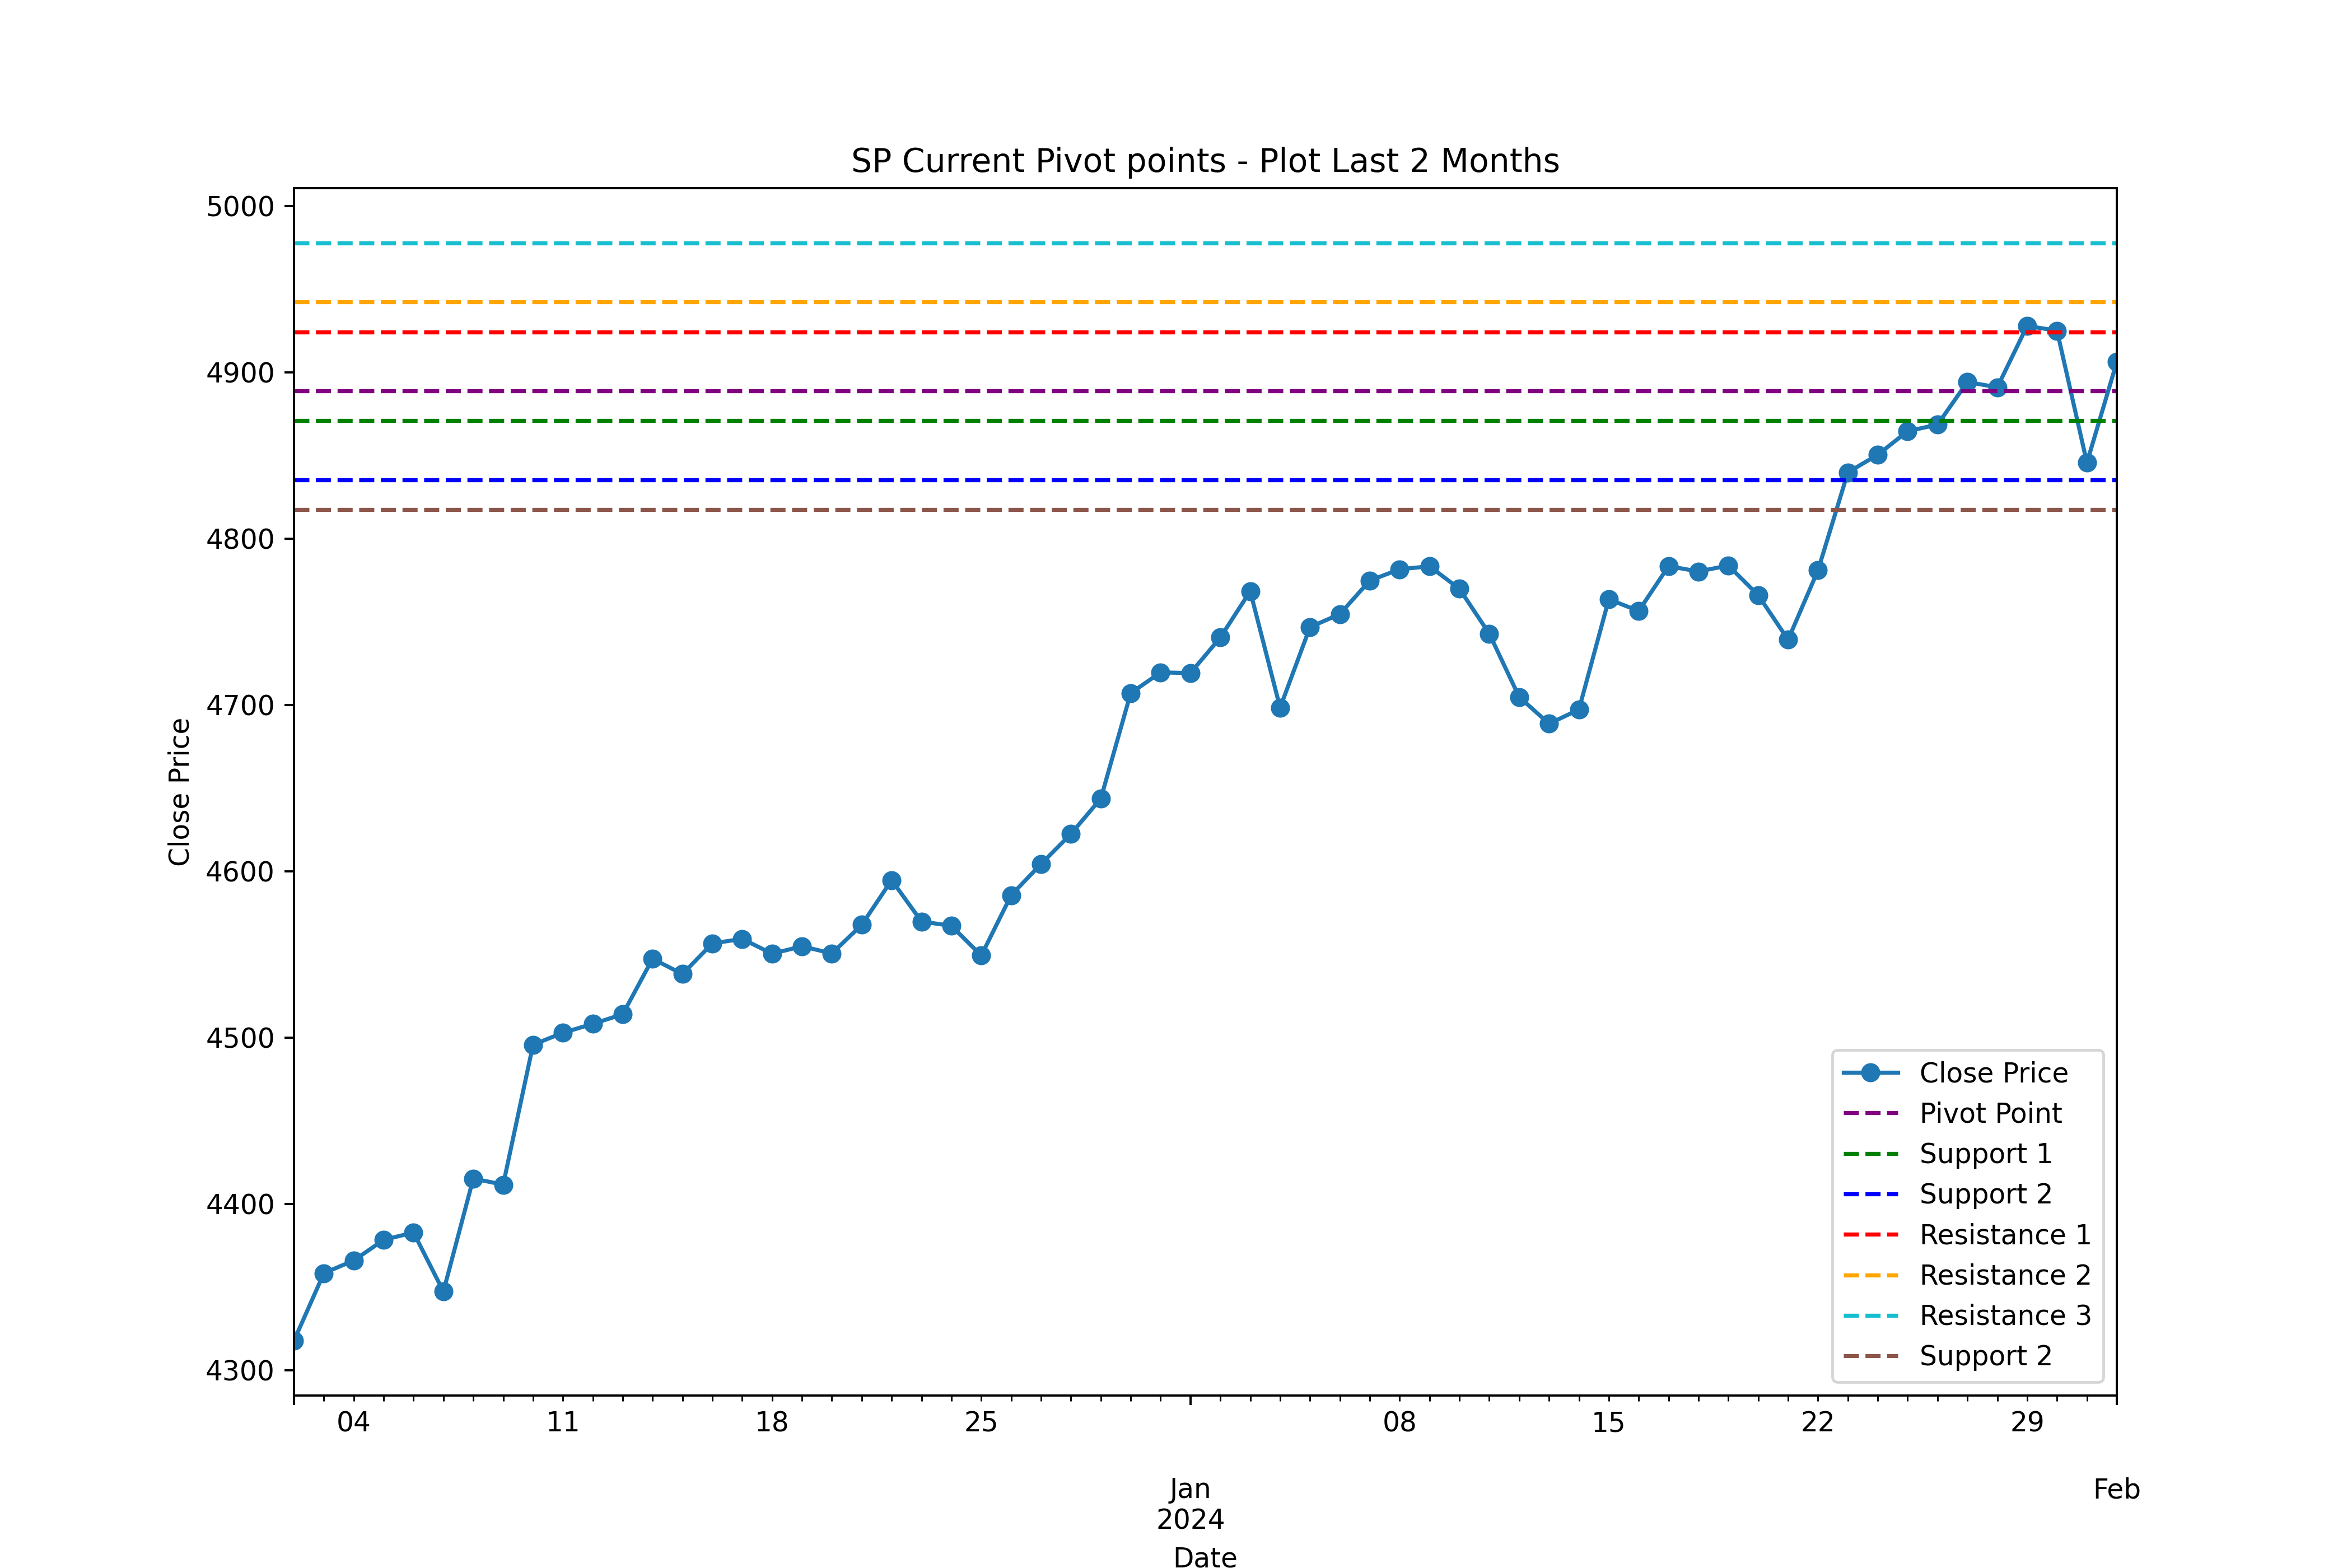 SP Current Pivot points - Plot Last 2 Months
5000
4900
4800
4700
4600
4500
4400
4300
Close Price
Close Price
Pivot Point
Support 1
Support 2
Resistance 1
Resistance 2
Resistance 3
Support 2
04 11 18 25 08 15 22 29
Jan Feb
2024
Date